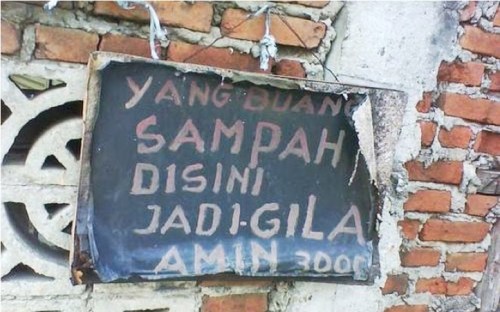 YANG BUANG
SAMPAH
DISINI
JADI-GILA
AMIN